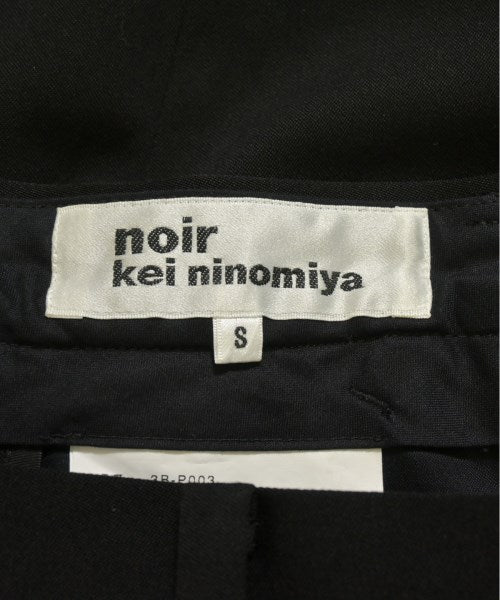 noir
kei ninomiya
S
3B-P003